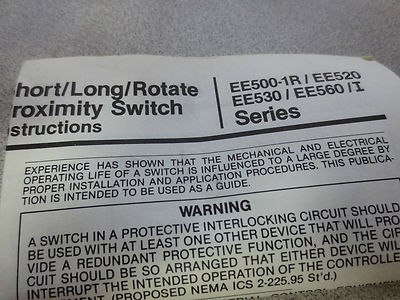 hort/Long/Rotate
roximity Switch
structions
EE500-1R / EE520
EE530 / EE560 / I
Series
EXPERIENCE HAS SHOWN THAT THE MECHANICAL AND ELECTRICAL
OPERATING LIFE OF A SWITCH IS INFLUENCED TO A LARGE DEGREE BY
PROPER INSTALLATION AND APPLICATION PROCEDURES. THIS PUBLICA-
TION IS INTENDED TO BE USED AS A GUIDE.
WARNING
A SWITCH IN A PROTECTIVE INTERLOCKING CIRCUIT SHOULD
BE USED WITH AT LEAST ONE OTHER DEVICE THAT WILL PRO
VIDE A REDUNDANT PROTECTIVE FUNCTION, AND THE CIR
CUIT SHOULD BE SO ARRANGED THAT EITHER DEVICE WILL
INTERRUPT THE INTENDED OPERATION OF THE CONTROLLE
(PROPOSED NEMA ICS 2-225.95 St'd.)